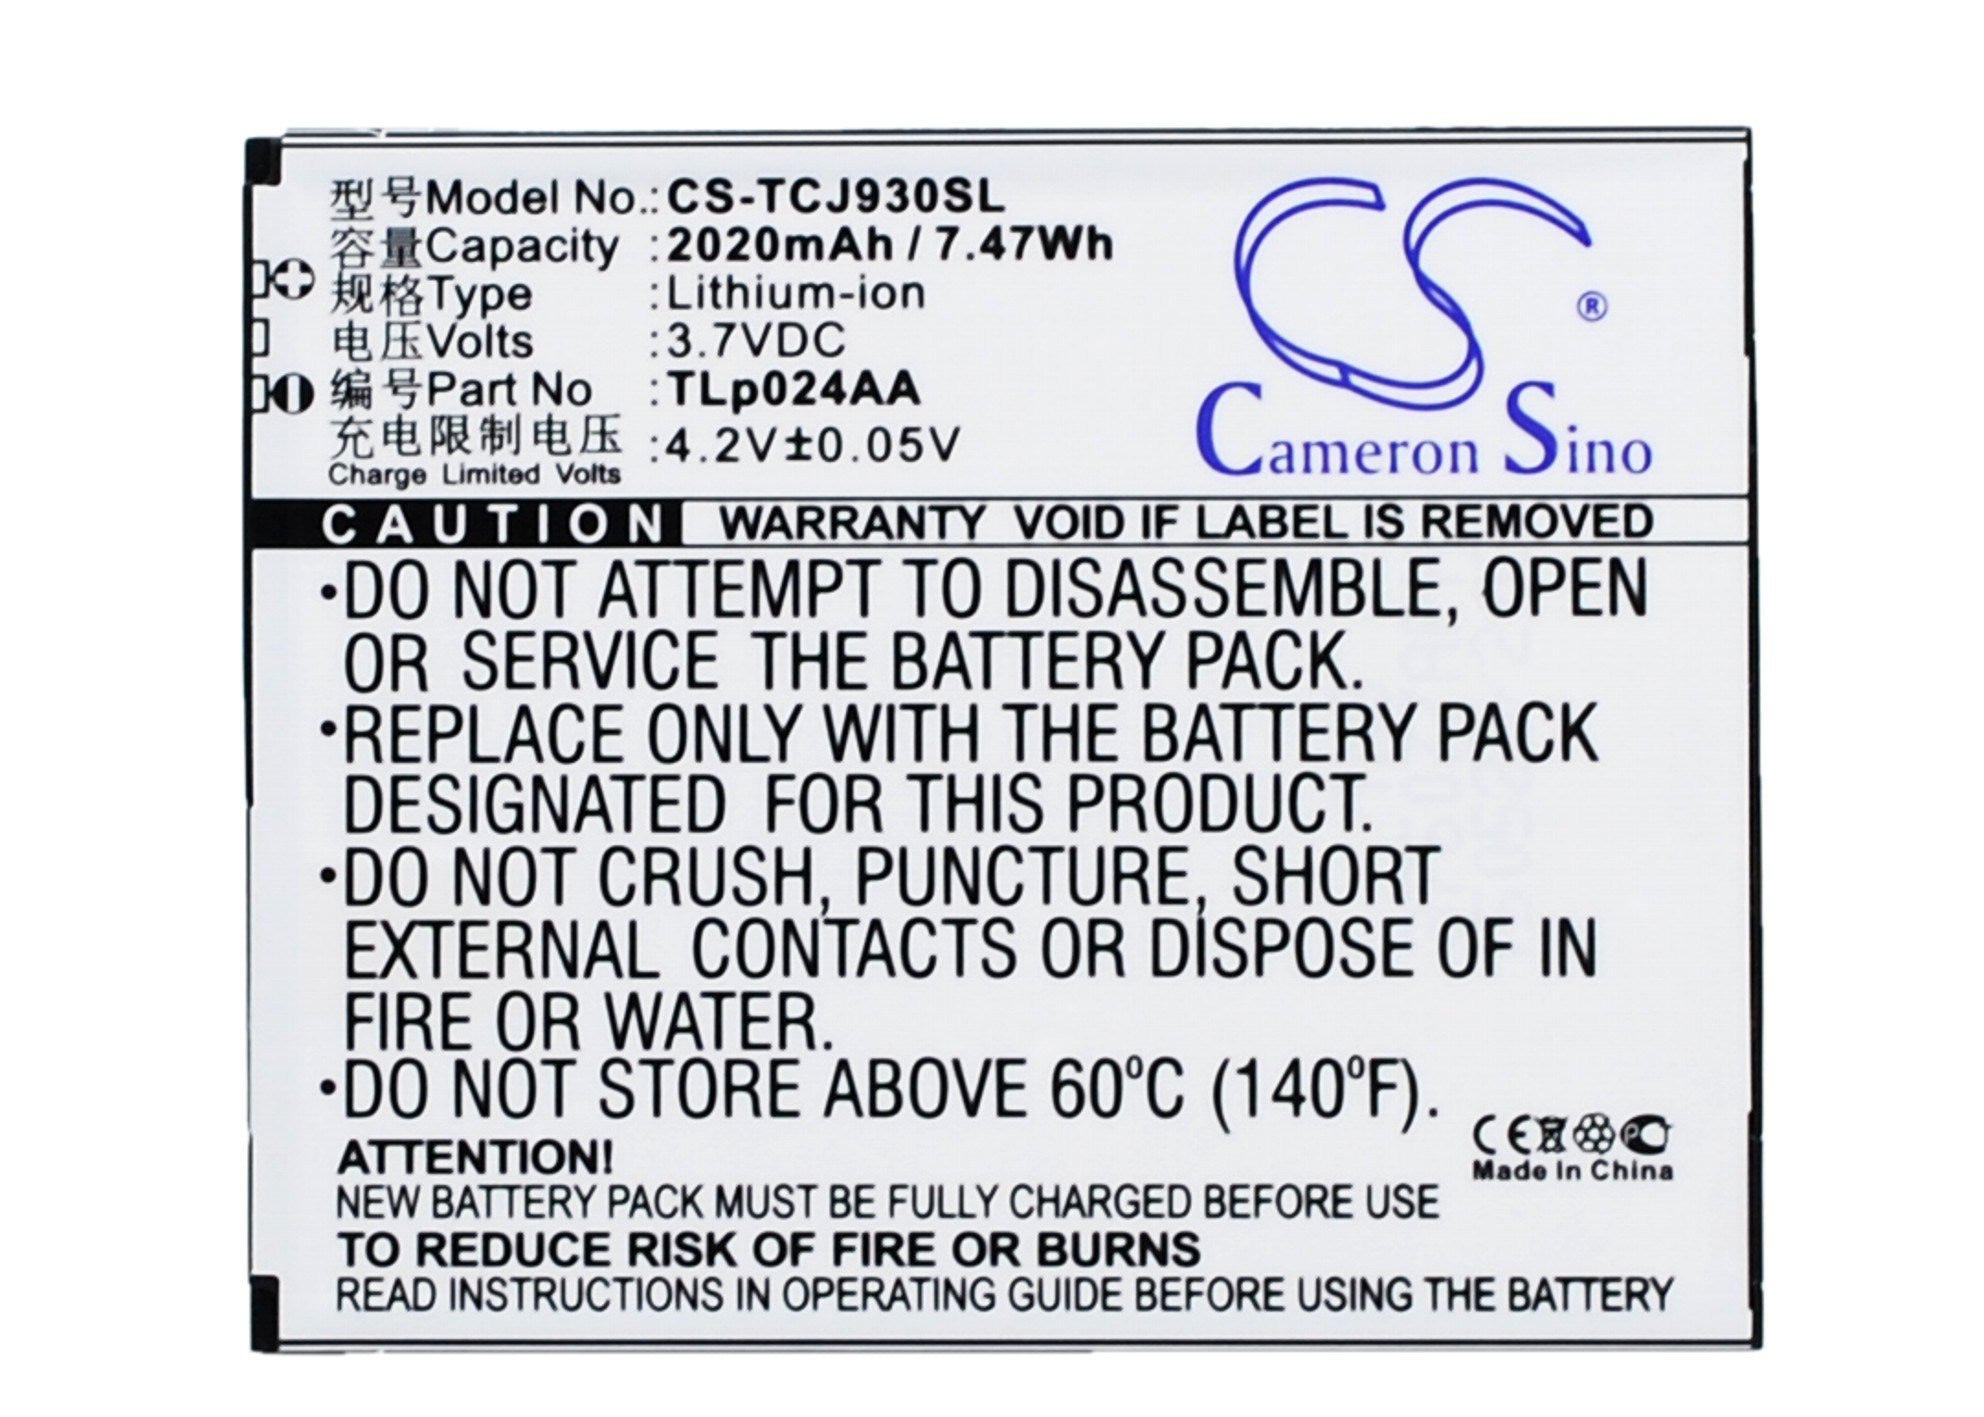 型号Model No.:CS-TCJ930SL
容量Capacity :2020mAh / 7.47Wh
规格Type :Lithium-ion
电压Volts :3.7VDC
编号Part No :TLp024AA
充电限制电压 :4.2V±0.05V
Charge Limited Volts
CS ®
Cameron Sino
CAUTION WARRANTY VOID IF LABEL IS REMOVED
•DO NOT ATTEMPT TO DISASSEMBLE, OPEN
OR SERVICE THE BATTERY PACK.
•REPLACE ONLY WITH THE BATTERY PACK
DESIGNATED FOR THIS PRODUCT.
•DO NOT CRUSH, PUNCTURE, SHORT
EXTERNAL CONTACTS OR DISPOSE OF IN
FIRE OR WATER.
•DO NOT STORE ABOVE 60°C (140°F).
CE PC
Made In China
ATTENTION!
NEW BATTERY PACK MUST BE FULLY CHARGED BEFORE USE
TO REDUCE RISK OF FIRE OR BURNS
READ INSTRUCTIONS IN OPERATING GUIDE BEFORE USING THE BATTERY